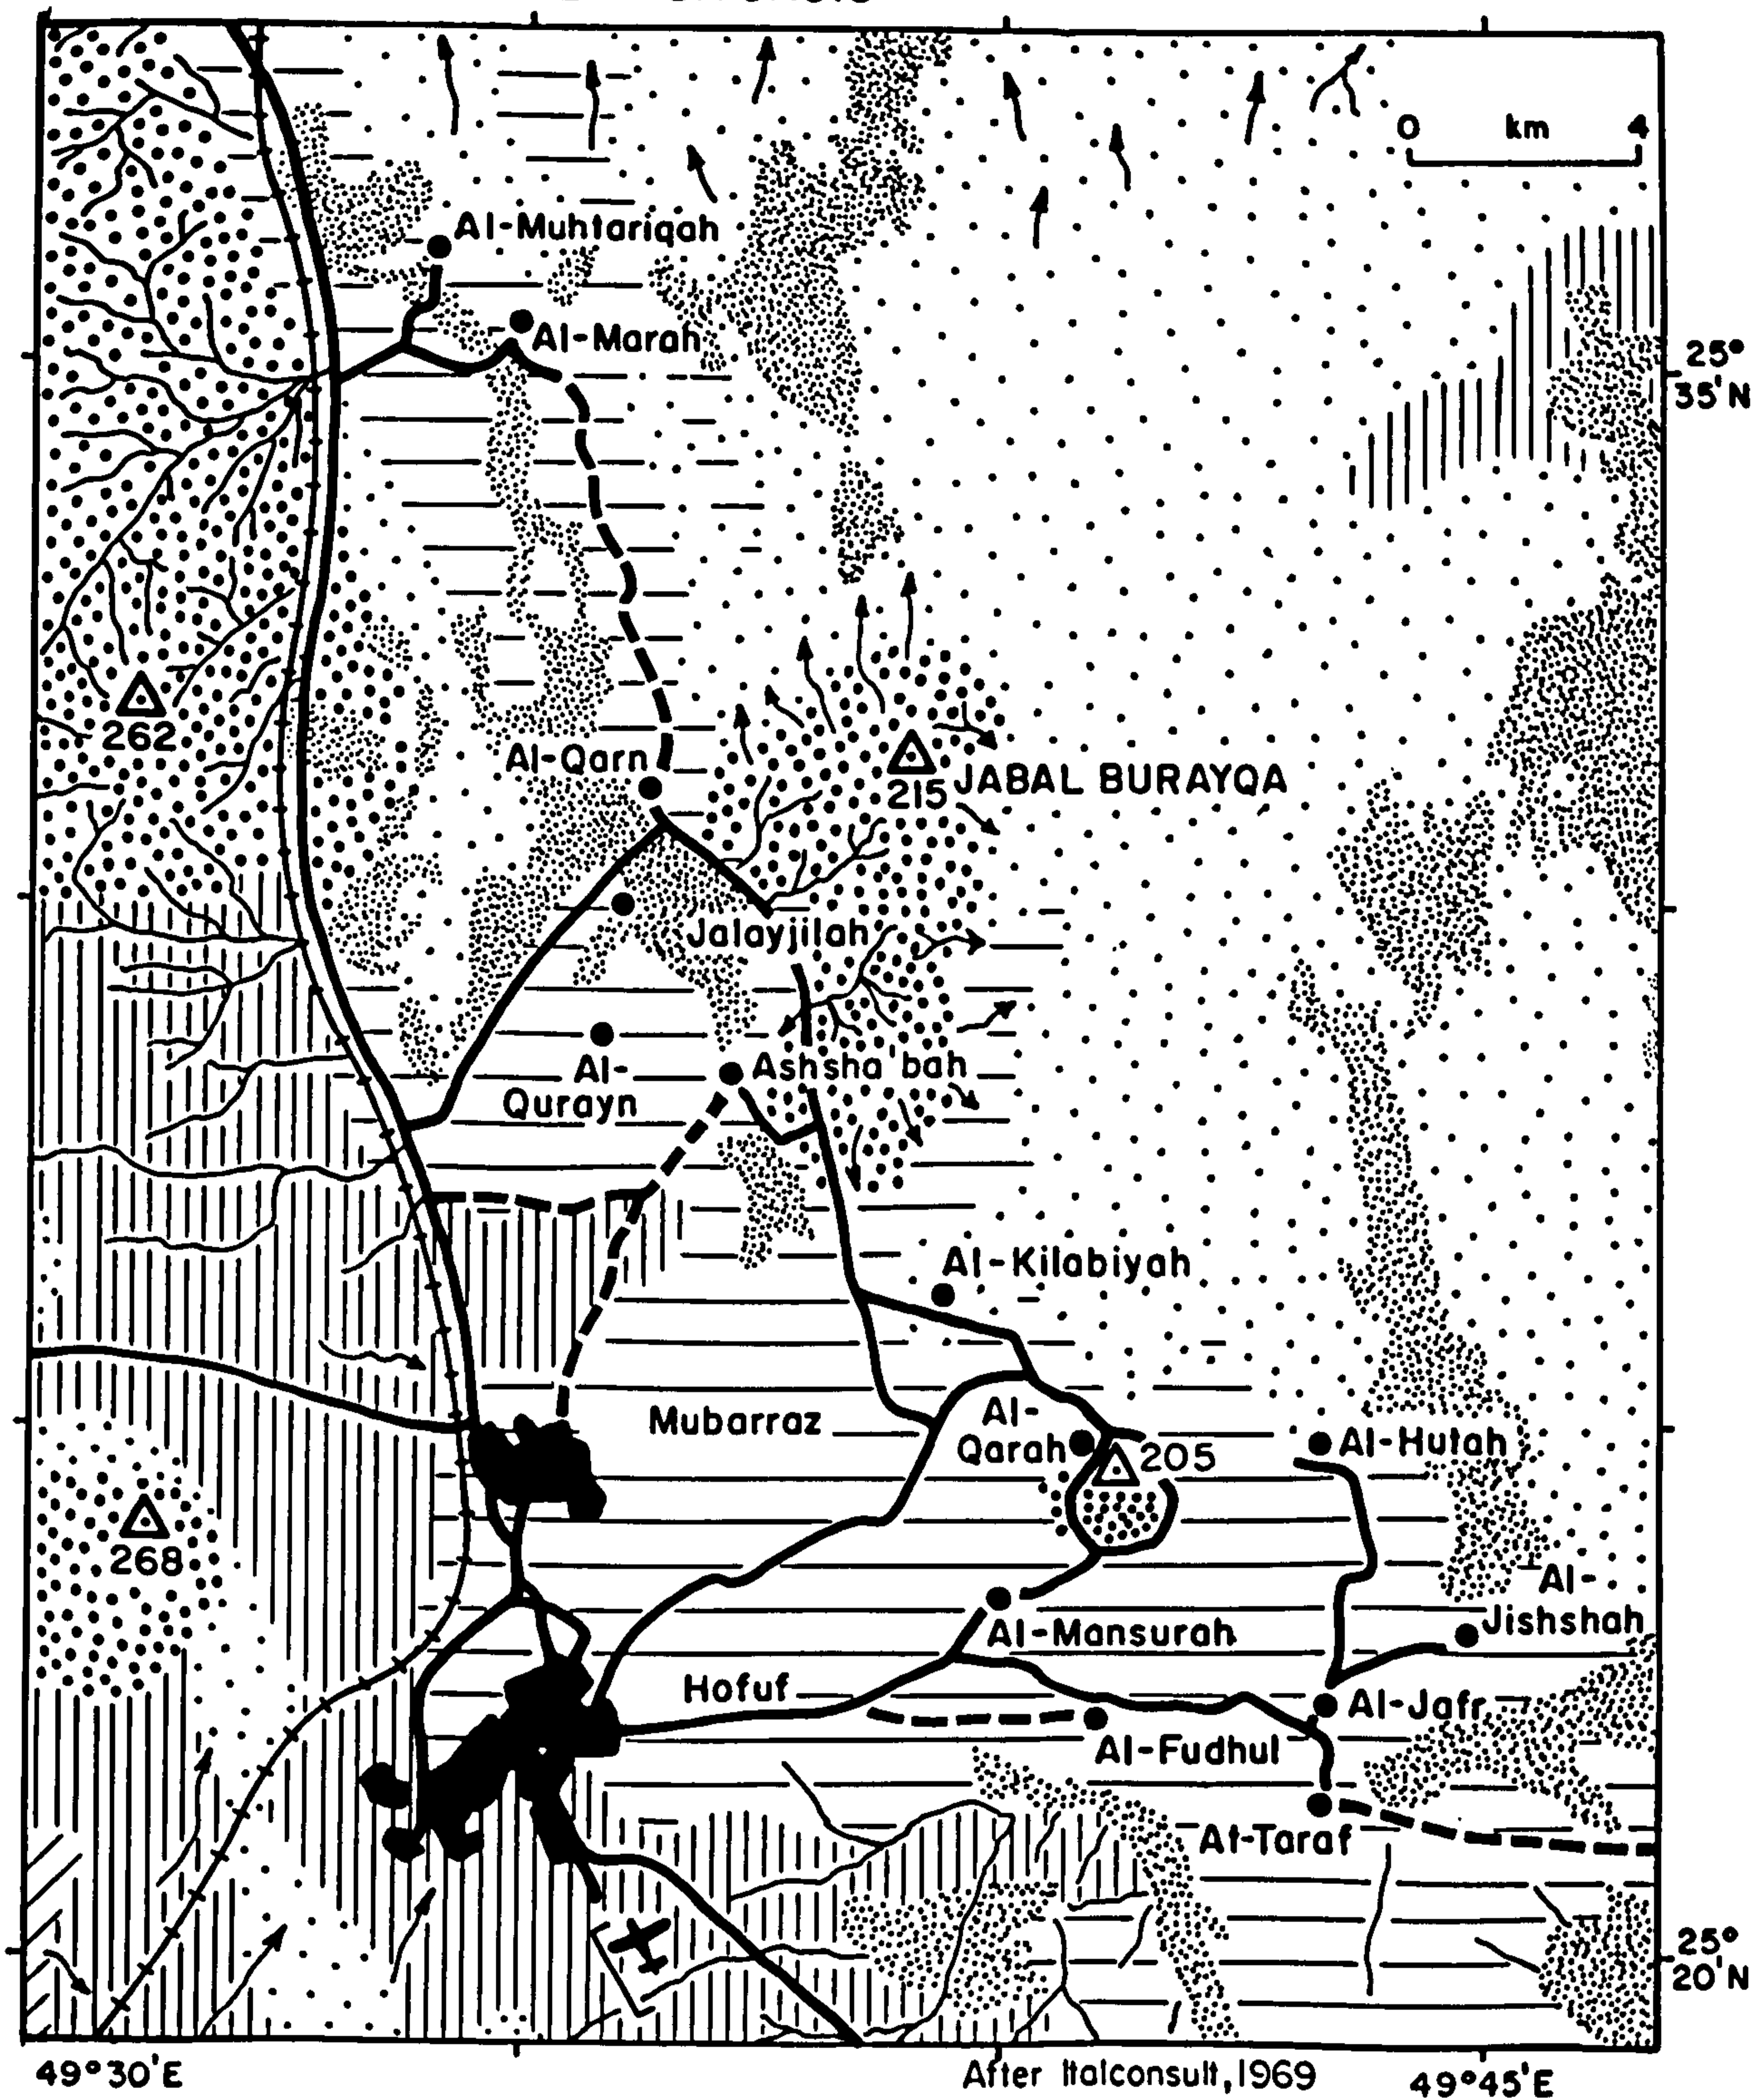 0 km 4
Al-Muhtariqah
Al-Marah
25°
35'N
262
Al-Qarn
215
JABAL BURAYQA
Jalayjilah
Al-
Qurayn
Ashsha'bah
Al-Kilabiyah
Mubarraz
Al-
Qarah
205
Al-Hutah
268
Al-
Jishshah
Al-Mansurah
Hofuf
Al-Jafr
Al-Fudhul
At-Taraf
25°
20'N
49°30'E
After Italconsult, 1969
49°45'E